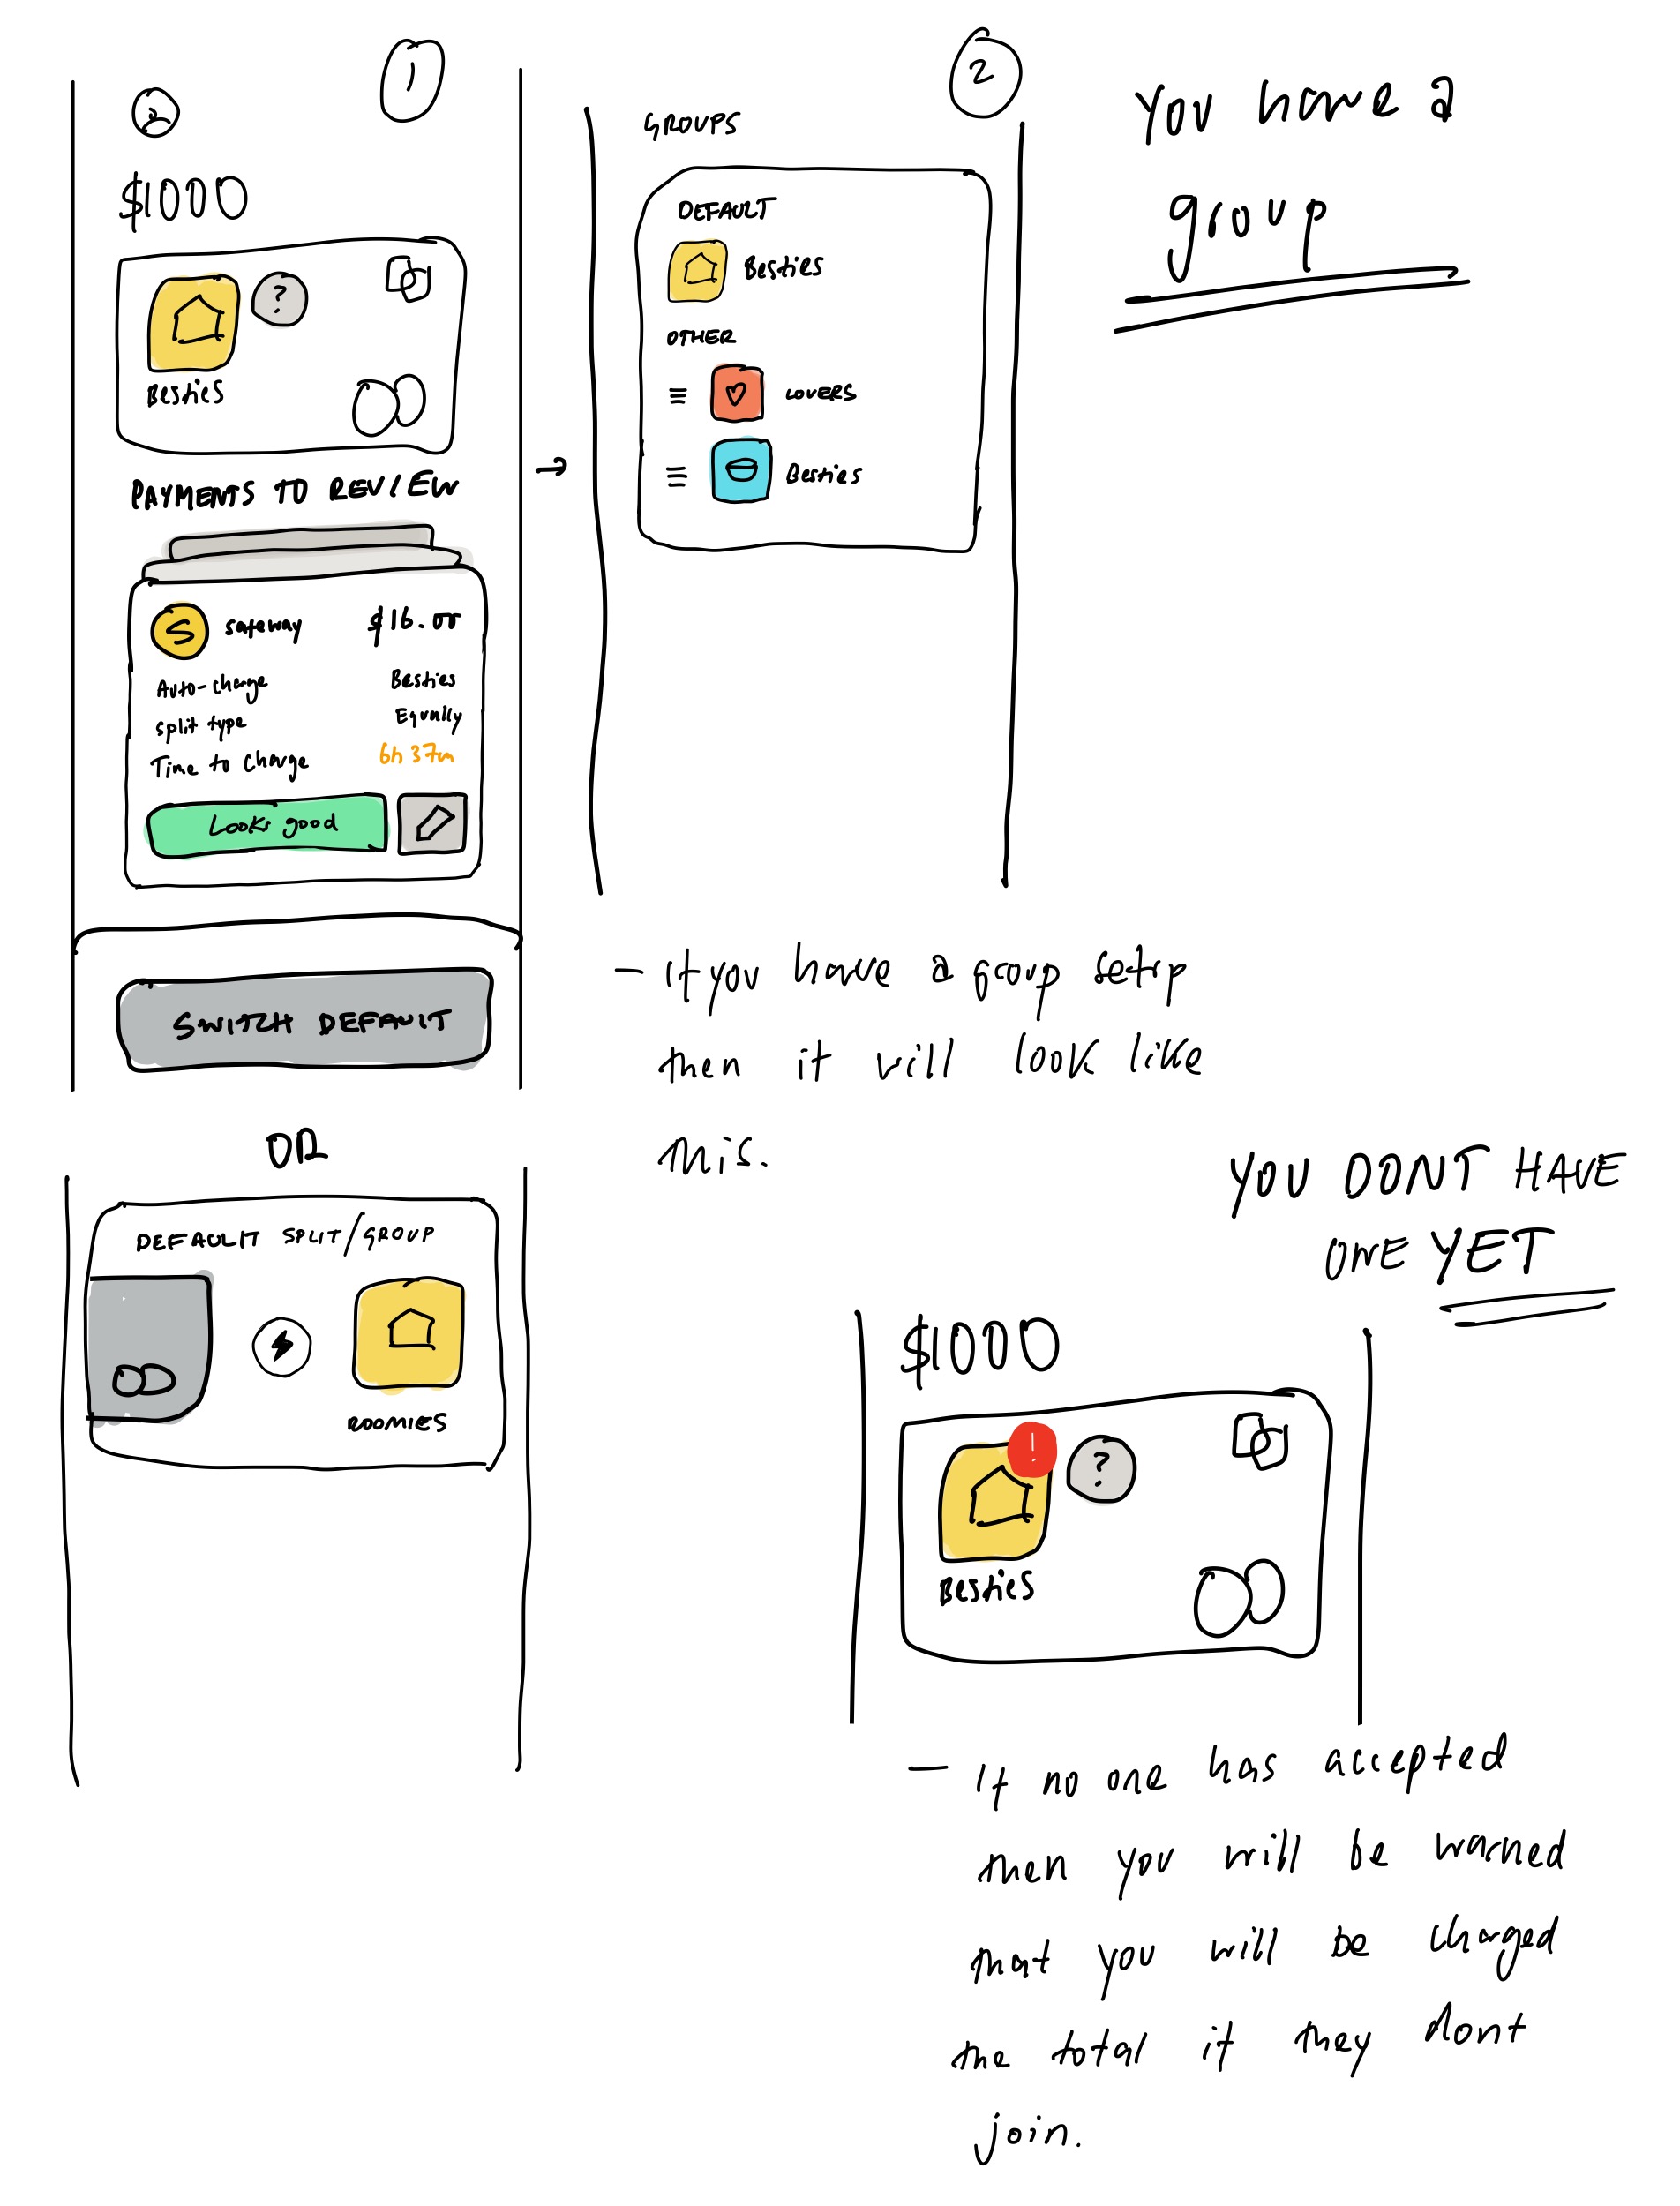 1
$1000
?
Besties
PAYMENTS TO REVIEW
S safeway $16.00
Auto-charge Besties
split type Equally
Time to charge 6h 37m
Looks good
SWITCH DEFAULT
OR
DEFAULT SPLIT/GROUP
ROOMIES
2
GROUPS
DEFAULT
Besties
OTHER
LOVERS
Besties
You have a
group
- if you have a group setup
then it will look like
this.
YOU DONT HAVE
ONE YET
$1000
!
?
Besties
- If no one has accepted
then you will be warned
that you will be charged
the total if they dont
join.